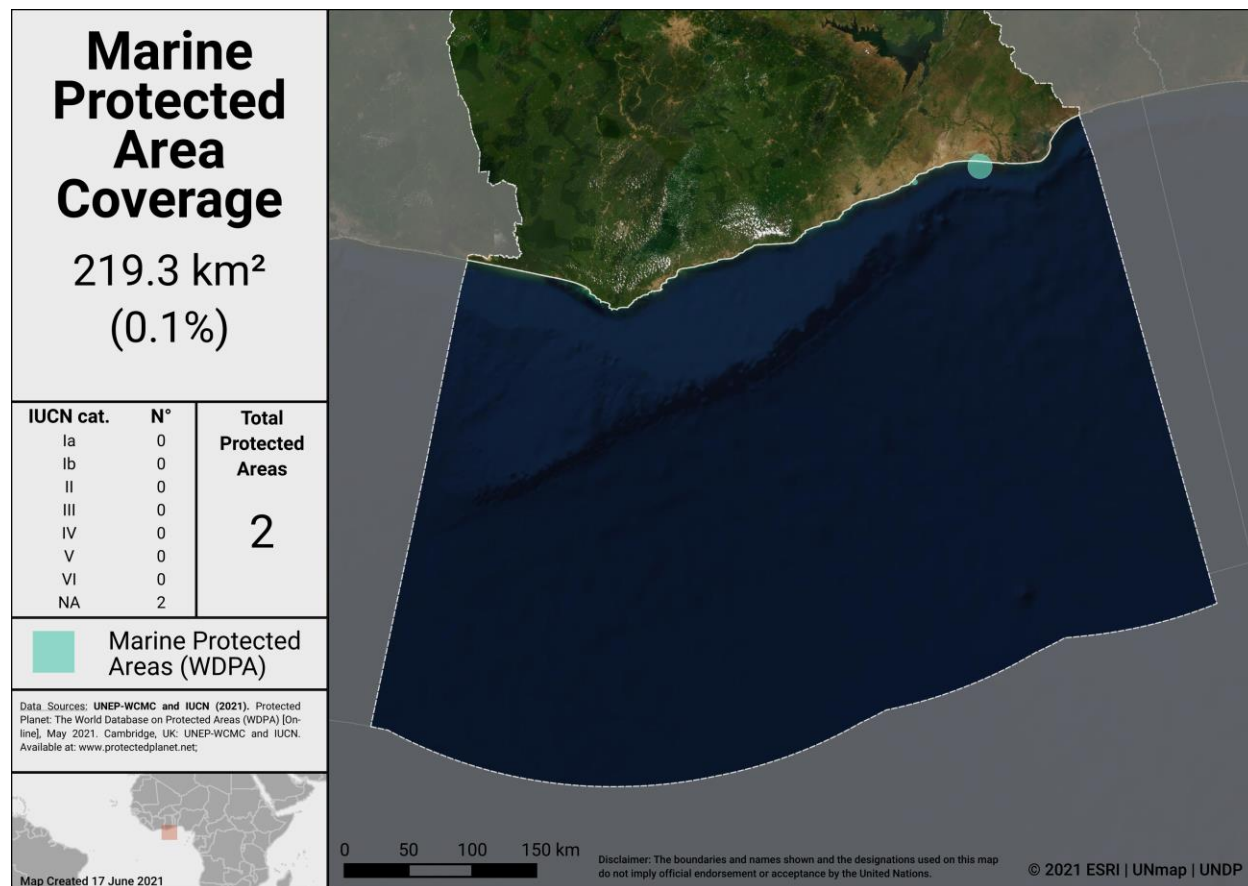 Marine
Protected
Area
Coverage
219.3 km²
(0.1%)
IUCN cat. N°
Ia 0
Ib 0
II 0
III 0
IV 0
V 0
VI 0
NA 2
Total
Protected
Areas
2
Marine Protected
Areas (WDPA)
Data Sources: UNEP-WCMC and IUCN (2021). Protected
Planet: The World Database on Protected Areas (WDPA) [On-
line], May 2021. Cambridge, UK: UNEP-WCMC and IUCN.
Available at: www.protectedplanet.net;
Map Created 17 June 2021
0 50 100 150 km
Disclaimer: The boundaries and names shown and the designations used on this map
do not imply official endorsement or acceptance by the United Nations.
© 2021 ESRI | UNmap | UNDP